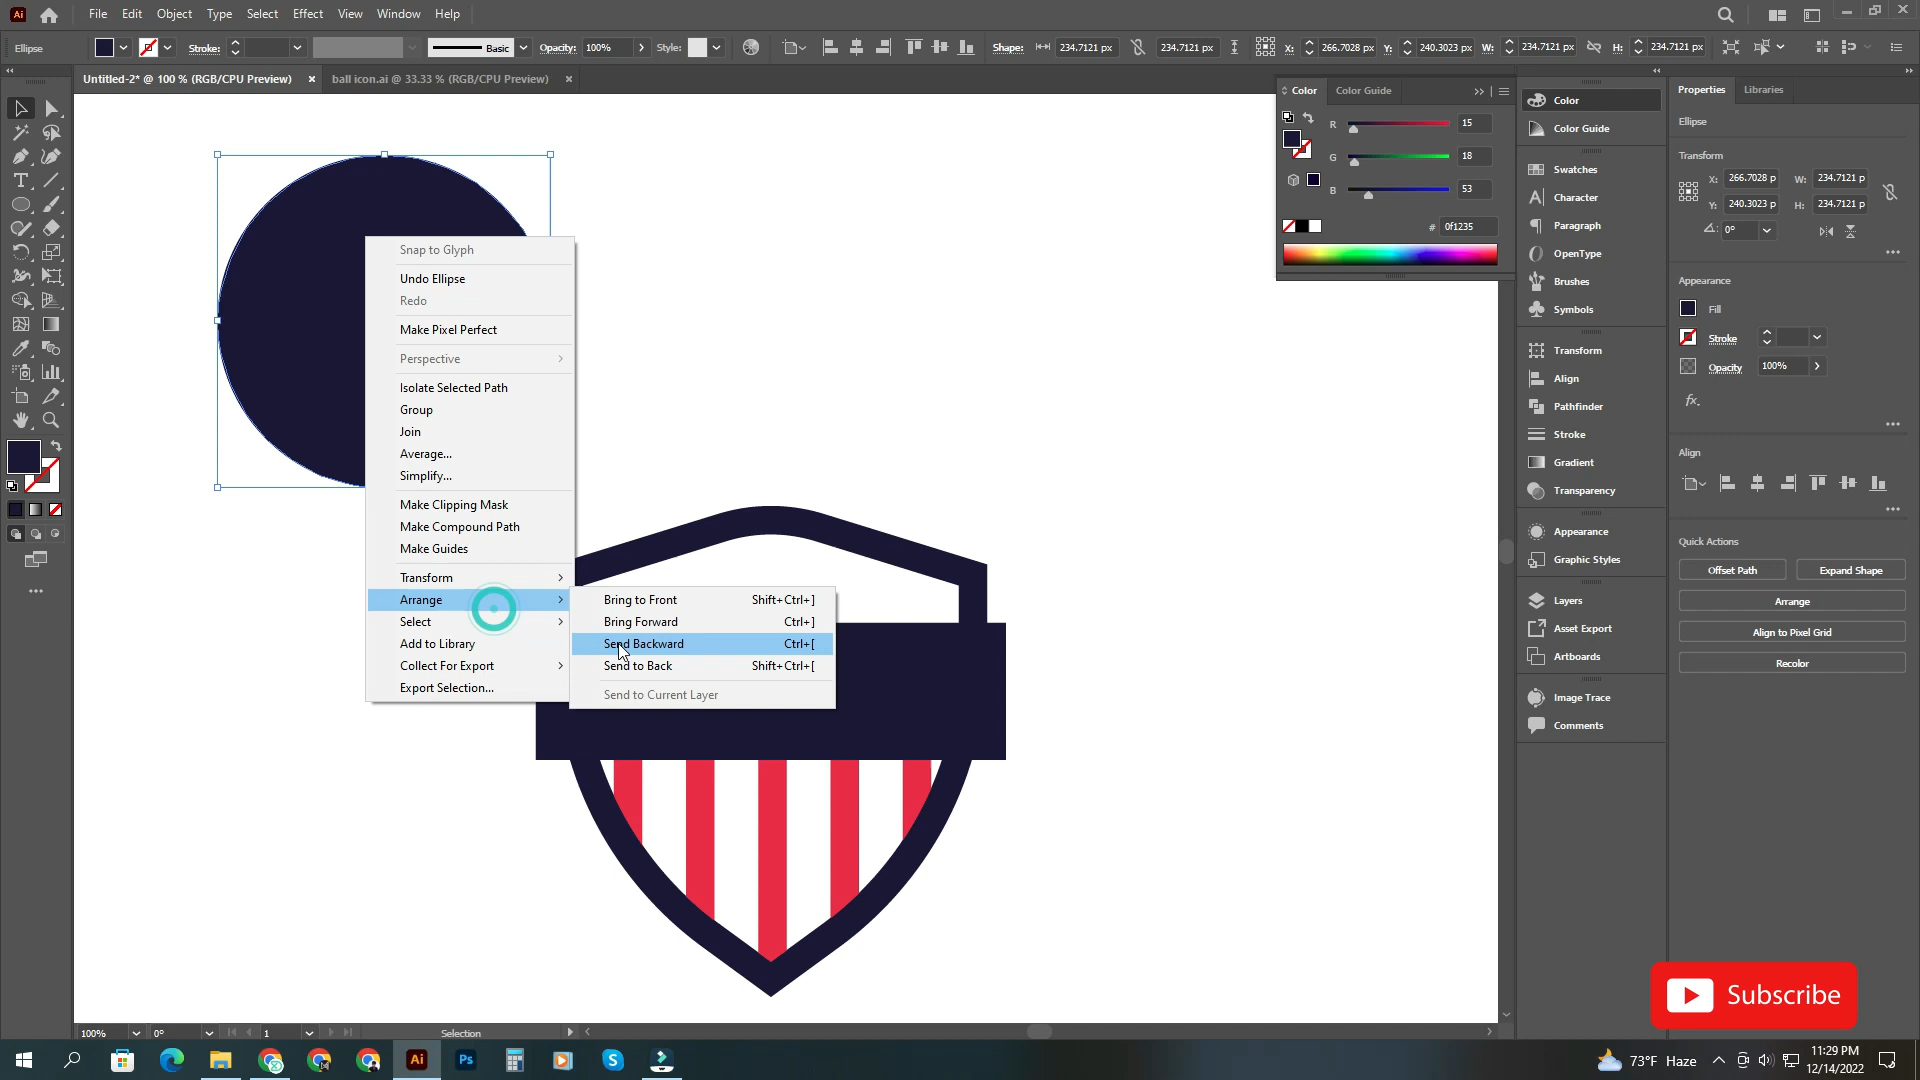 Ai File Edit Object Type Select Effect View Window Help
Ellipse Stroke: Basic Opacity: 100% Style: Shape: 234.7121 px 234.7121 px X: 266.7028 px Y: 240.3023 px W: 234.7121 px H: 234.7121 px
Untitled-2* @ 100 % (RGB/CPU Preview) × ball icon.ai @ 33.33 % (RGB/CPU Preview) ×
Color Color Guide
R 15
G 18
B 53
# 0f1235
Color
Color Guide
Swatches
Character
Paragraph
OpenType
Brushes
Symbols
Transform
Align
Pathfinder
Stroke
Gradient
Transparency
Appearance
Graphic Styles
Layers
Asset Export
Artboards
Image Trace
Comments
Properties Libraries
Ellipse
Transform
X: 266.7028 p W: 234.7121 p
Y: 240.3023 p H: 234.7121 p
0°
Appearance
Fill
Stroke
Opacity 100%
fx.
Align
Quick Actions
Offset Path Expand Shape
Arrange
Align to Pixel Grid
Recolor
Snap to Glyph
Undo Ellipse
Redo
Make Pixel Perfect
Perspective
Isolate Selected Path
Group
Join
Average...
Simplify...
Make Clipping Mask
Make Compound Path
Make Guides
Transform
Arrange
Select
Add to Library
Collect For Export
Export Selection...
Bring to Front Shift+Ctrl+]
Bring Forward Ctrl+]
Send Backward Ctrl+[
Send to Back Shift+Ctrl+[
Send to Current Layer
Subscribe
100% 0° 1 Selection
Ai Ps 73°F Haze 11:29 PM
12/14/2022